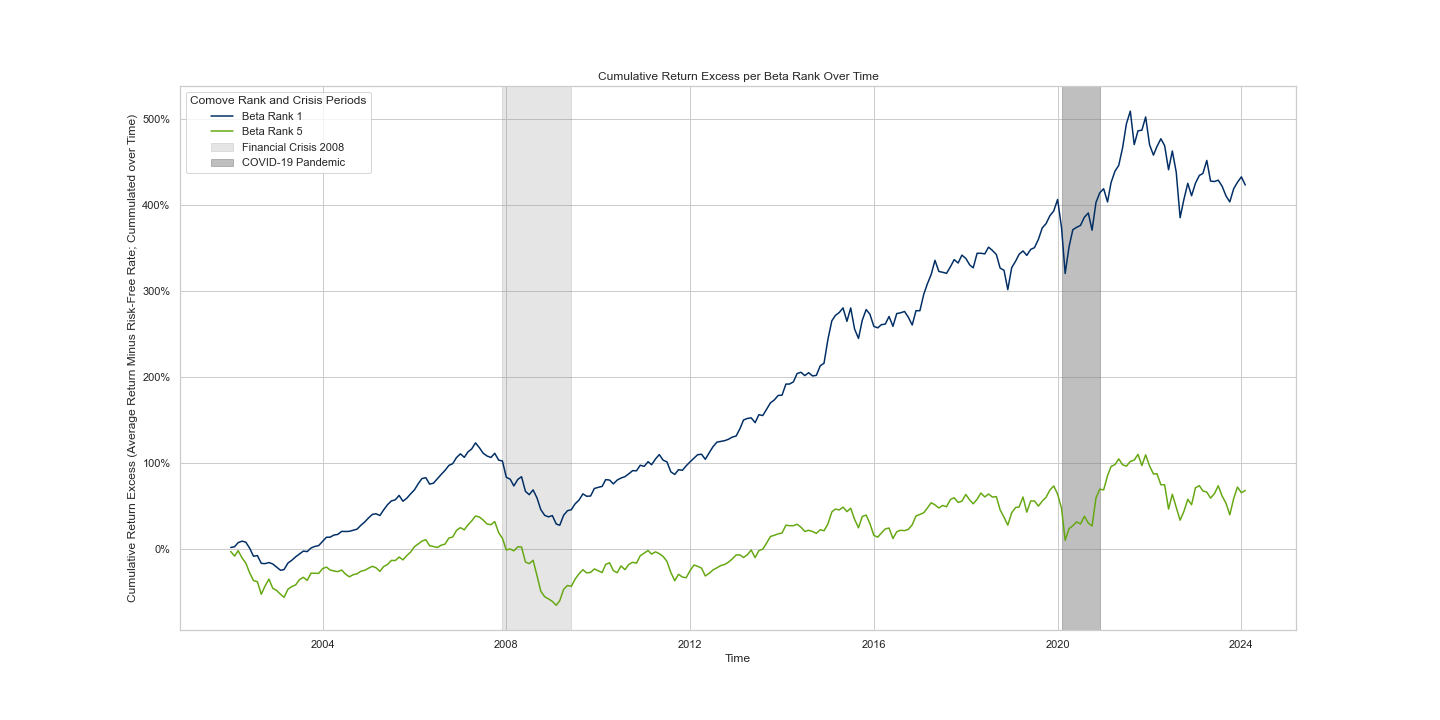 Cumulative Return Excess per Beta Rank Over Time
Cumulative Return Excess (Average Return Minus Risk-Free Rate; Cummulated over Time)
500%
400%
300%
200%
100%
0%
Comove Rank and Crisis Periods
Beta Rank 1
Beta Rank 5
Financial Crisis 2008
COVID-19 Pandemic
2004 2008 2012 2016 2020 2024
Time